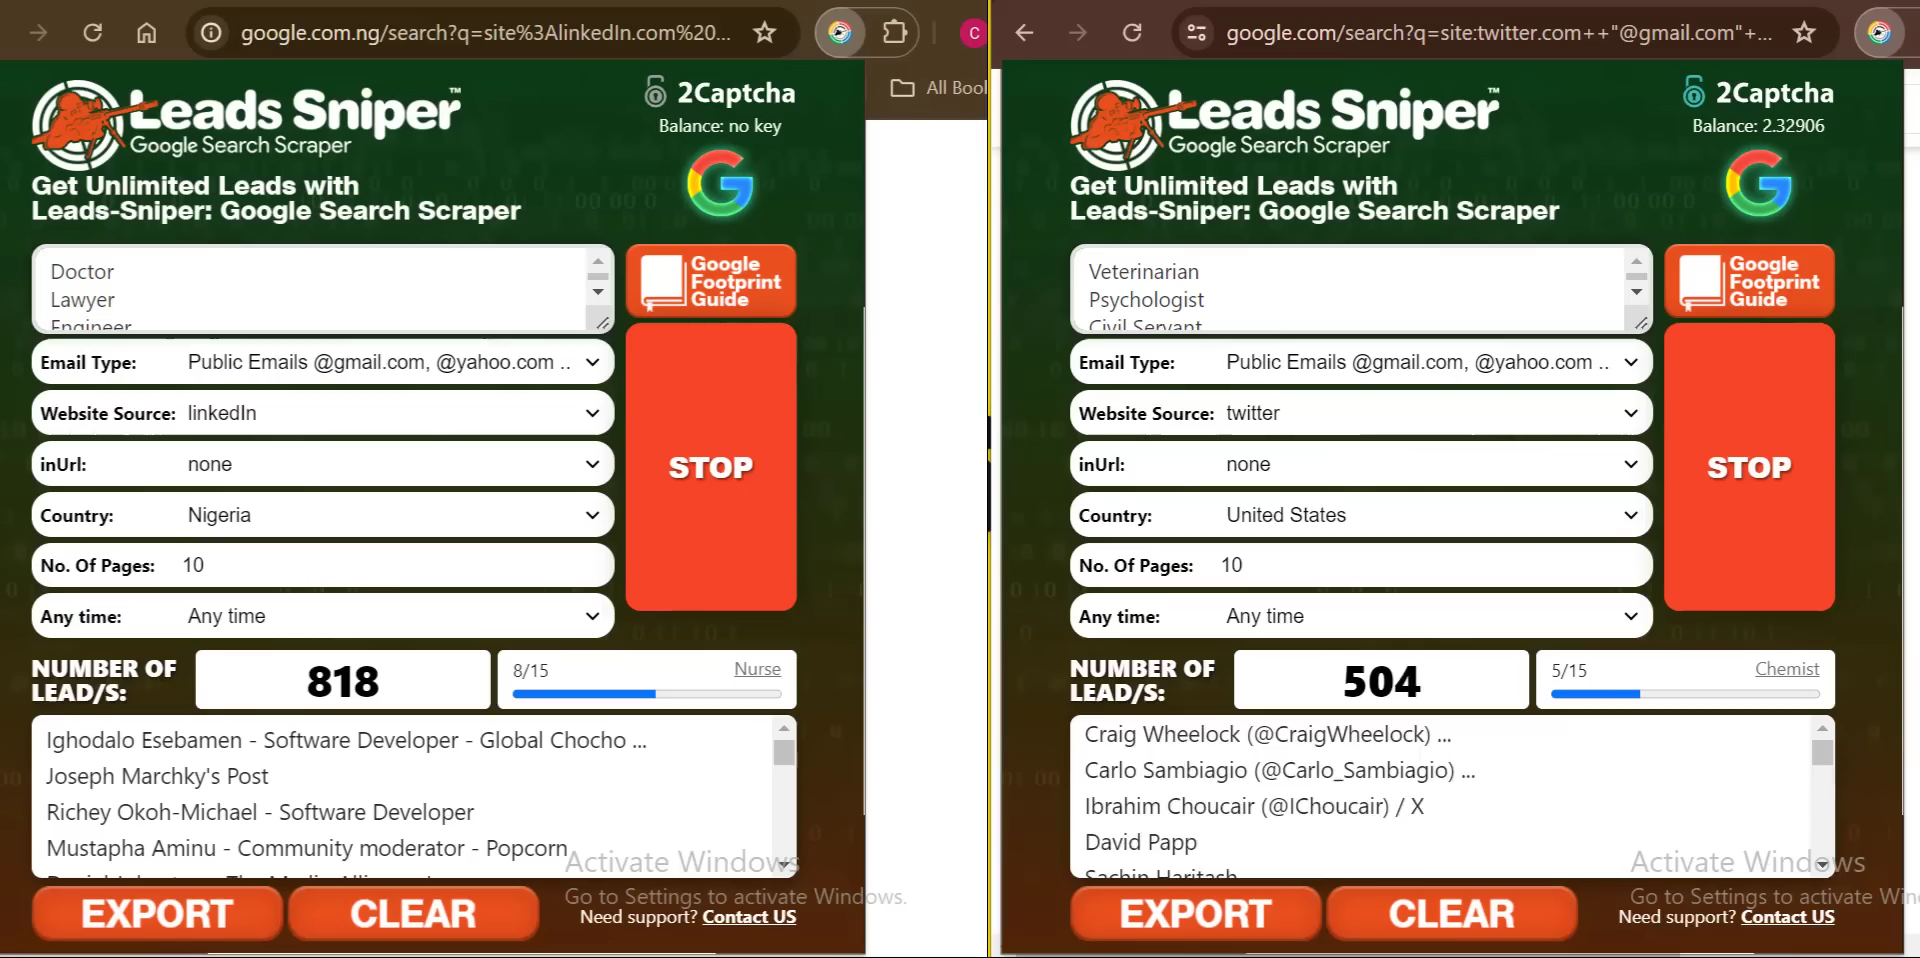 google.com.ng/search?q=site%3AlinkedIn.com%20...
C
All Bool
Leads Sniper™
Google Search Scraper
2Captcha
Balance: no key
Get Unlimited Leads with
Leads-Sniper: Google Search Scraper
Doctor
Lawyer
Engineer
Google
Footprint
Guide
Email Type: Public Emails @gmail.com, @yahoo.com ..
Website Source: linkedIn
inUrl: none
Country: Nigeria
No. Of Pages: 10
Any time: Any time
STOP
NUMBER OF
LEAD/S:
818
8/15
Nurse
Ighodalo Esebamen - Software Developer - Global Chocho ...
Joseph Marchky's Post
Richey Okoh-Michael - Software Developer
Mustapha Aminu - Community moderator - Popcorn
EXPORT
CLEAR
Activate Windows
Go to Settings to activate Windows.
Need support? Contact US
google.com/search?q=site:twitter.com++"@gmail.com"+...
Leads Sniper™
Google Search Scraper
2Captcha
Balance: 2.32906
Get Unlimited Leads with
Leads-Sniper: Google Search Scraper
Veterinarian
Psychologist
Civil Servant
Google
Footprint
Guide
Email Type: Public Emails @gmail.com, @yahoo.com ..
Website Source: twitter
inUrl: none
Country: United States
No. Of Pages: 10
Any time: Any time
STOP
NUMBER OF
LEAD/S:
504
5/15
Chemist
Craig Wheelock (@CraigWheelock) ...
Carlo Sambiagio (@Carlo_Sambiagio) ...
Ibrahim Choucair (@IChoucair) / X
David Papp
Sachin Haritash
EXPORT
CLEAR
Activate Windows
Go to Settings to activate Win
Need support? Contact US